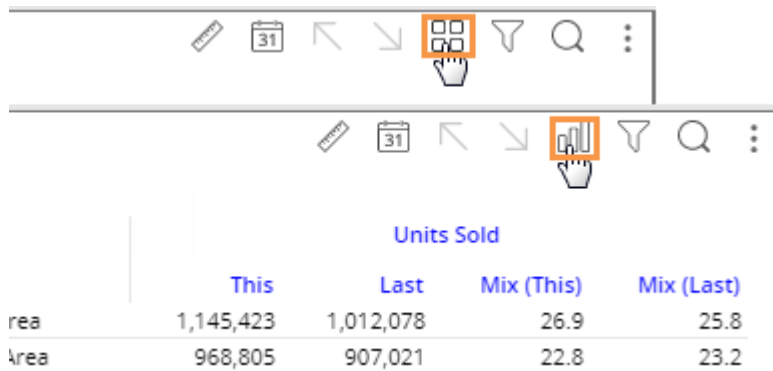 31
31
Units Sold
This Last Mix (This) Mix (Last)
rea 1,145,423 1,012,078 26.9 25.8
Area 968,805 907,021 22.8 23.2